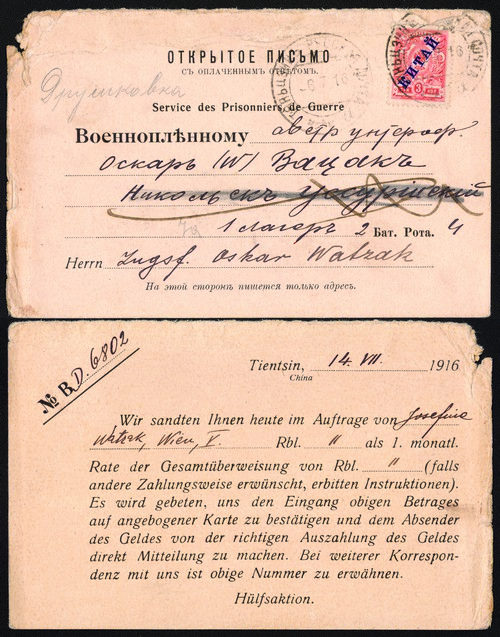 ОТКРЫТОЕ ПИСЬМО
СЪ ОПЛАЧЕННЫМЪ ОТВѢТОМЪ.
КИТАЙ
Service des Prisonniers de Guerre
Военноплѣнному австр унтероф
Оскаръ (W) Вацакъ
Никольскъ Уссурійский
1 лагерь 2 Бат. Рота. 4
Herrn Zugsf. Oskar Watzak
На этой сторонѣ пишется только адресъ.
№ B D. 6802
Tientsin, 14. VII. 1916
China
Wir sandten Ihnen heute im Auftrage von Josefine
Watzak, Wien, V. Rbl. " als 1. monatl.
Rate der Gesamtüberweisung von Rbl. " (falls
andere Zahlungsweise erwünscht, erbitten Instruktionen).
Es wird gebeten, uns den Eingang obigen Betrages
auf angebogener Karte zu bestätigen und dem Absender
des Geldes von der richtigen Auszahlung des Geldes
direkt Mitteilung zu machen. Bei weiterer Korrespon-
denz mit uns ist obige Nummer zu erwähnen.
Hülfsaktion.